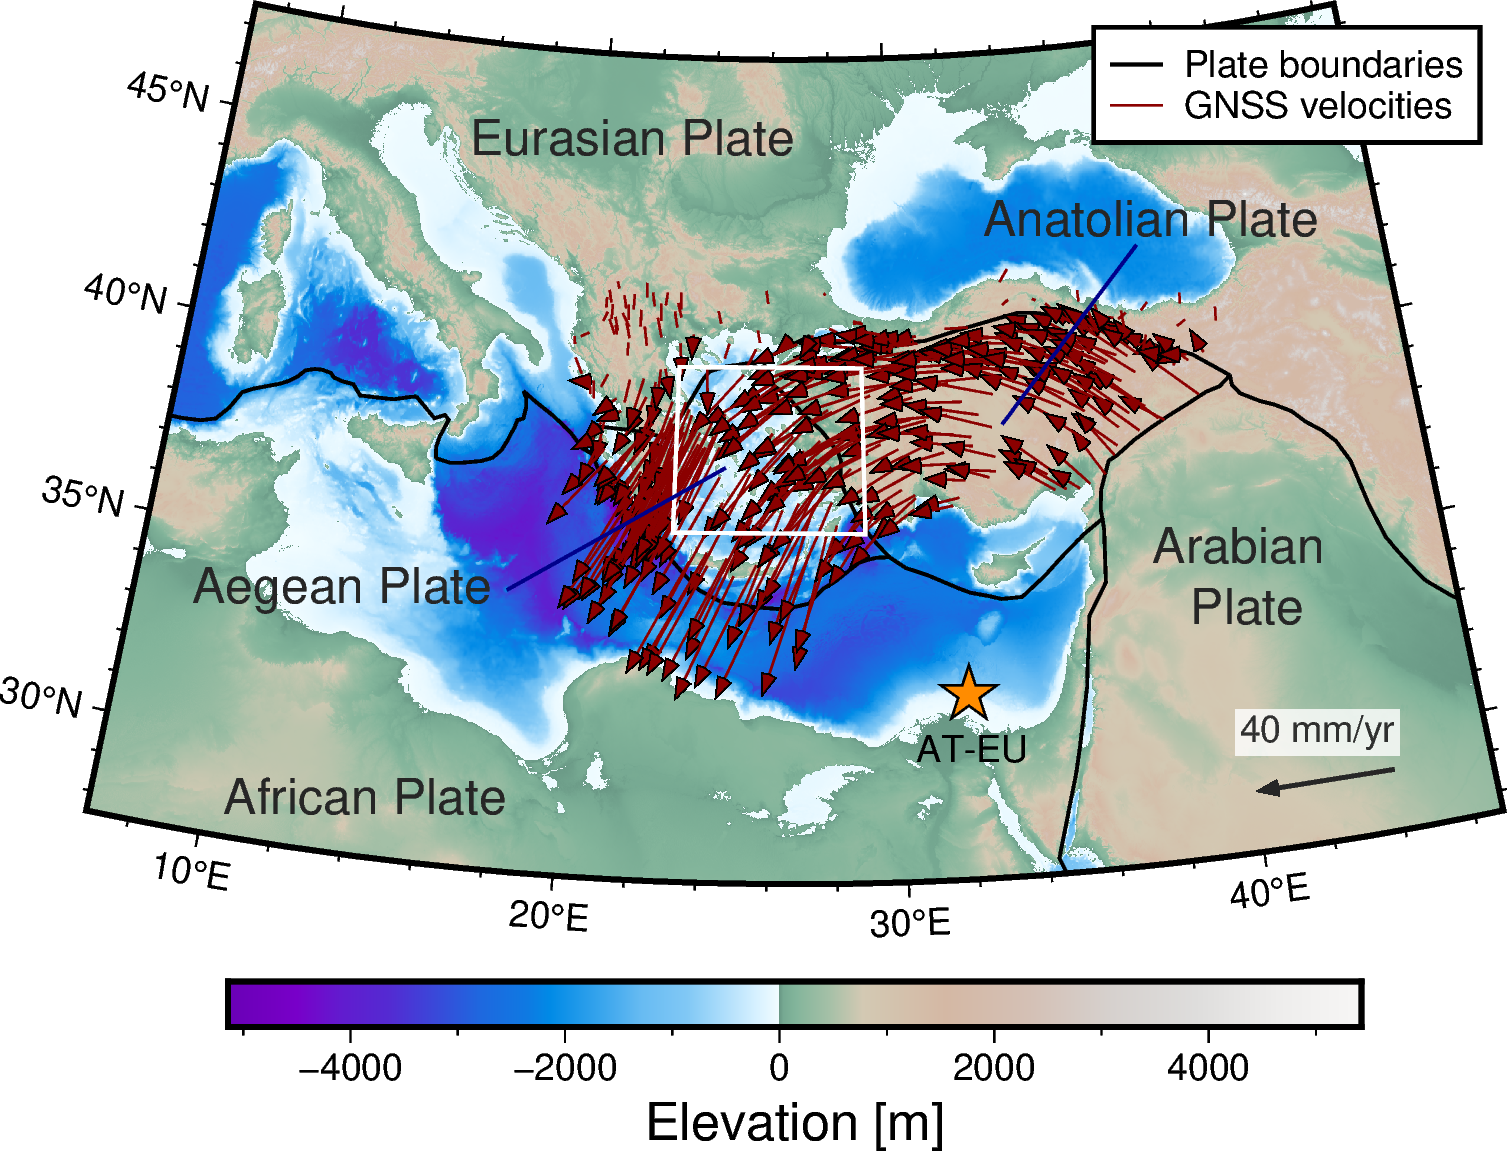 Plate boundaries
GNSS velocities
45°N
Eurasian Plate
Anatolian Plate
40°N
35°N
Arabian
Plate
Aegean Plate
30°N
40 mm/yr
AT-EU
African Plate
10°E
20°E
30°E
40°E
−4000
−2000
0
2000
4000
Elevation [m]